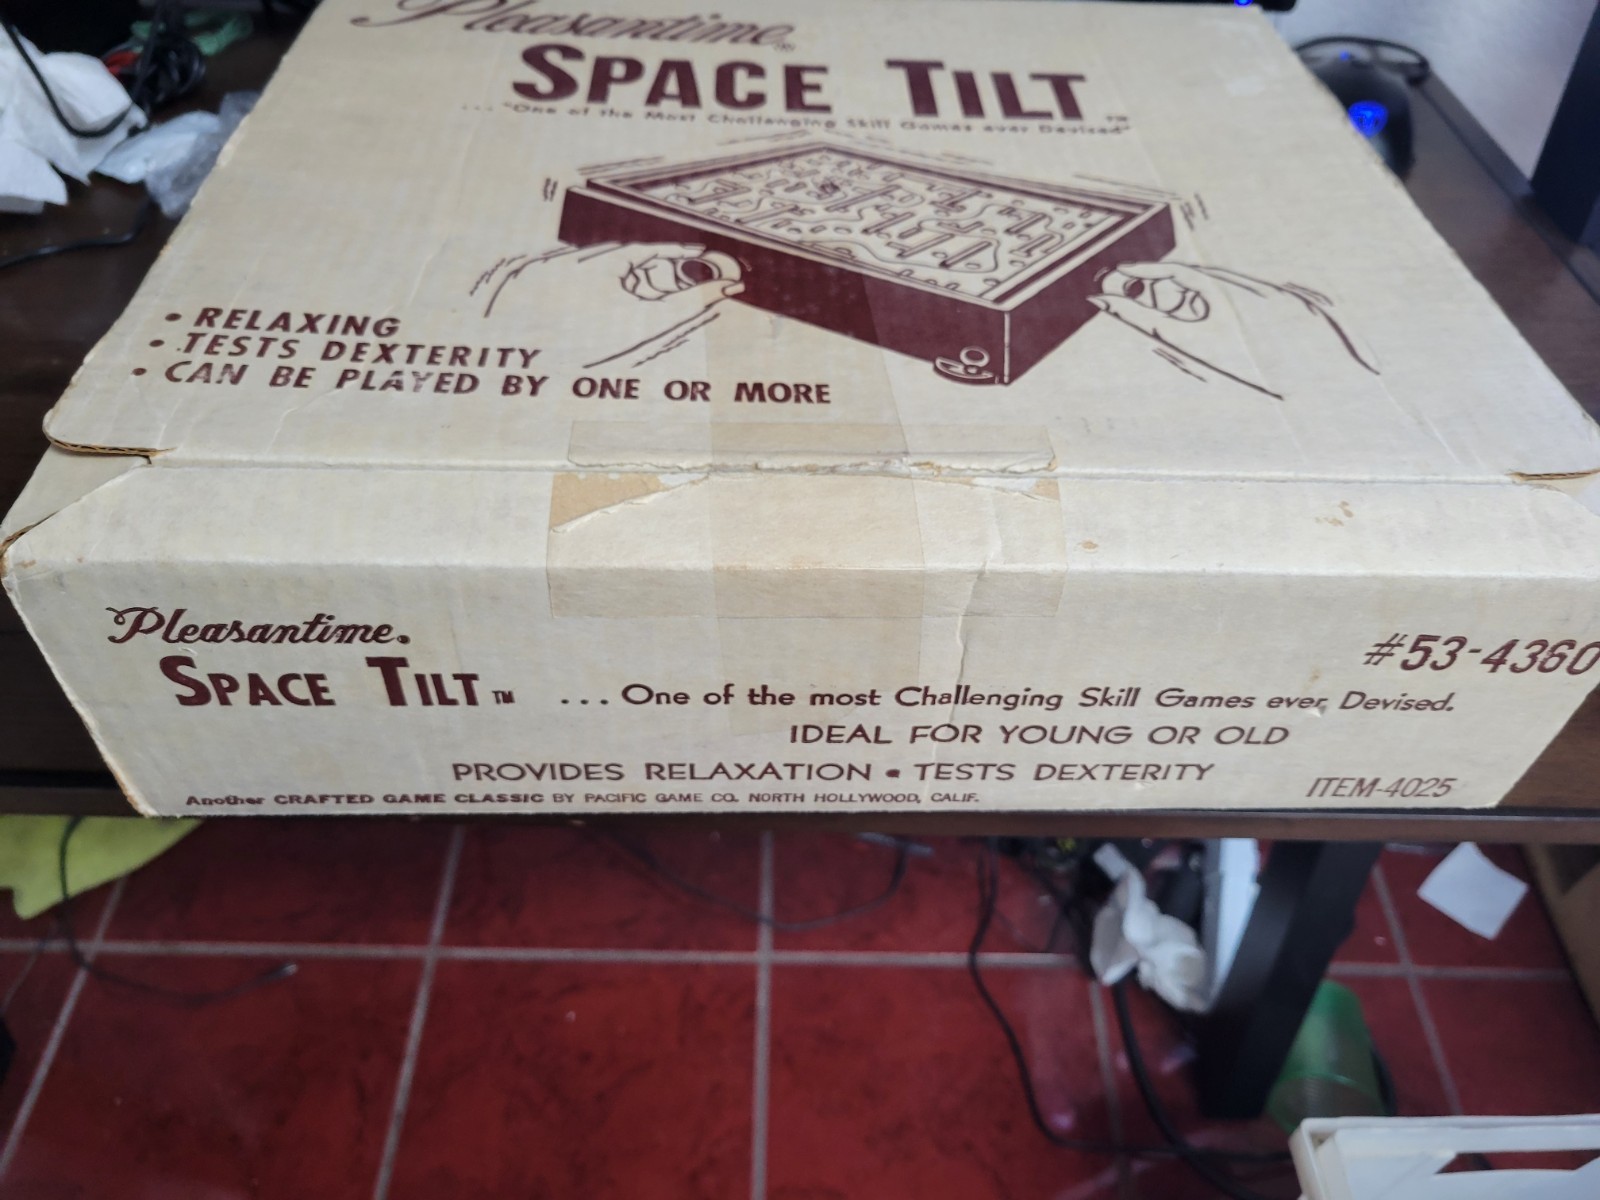 Pleasantime®
SPACE TILT™
... "One of the Most Challenging Skill Games ever Devised"
• RELAXING
• TESTS DEXTERITY
• CAN BE PLAYED BY ONE OR MORE
Pleasantime.
#53-4360
SPACE TILT™ ... One of the most Challenging Skill Games ever Devised.
IDEAL FOR YOUNG OR OLD
PROVIDES RELAXATION • TESTS DEXTERITY
ITEM-4025
Another CRAFTED GAME CLASSIC BY PACIFIC GAME CO. NORTH HOLLYWOOD, CALIF.